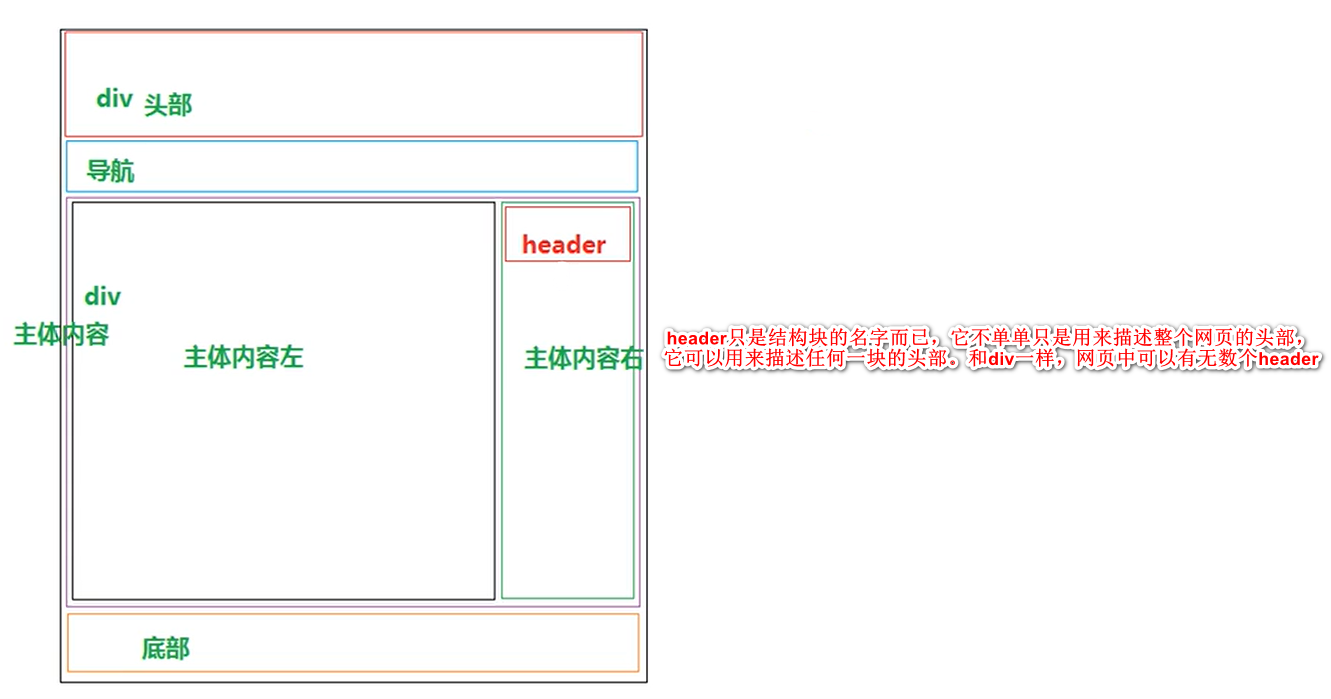 div 头部
导航
header
div
主体内容
主体内容左
主体内容右
header只是结构块的名字而已，它不单单只是用来描述整个网页的头部，
它可以用来描述任何一块的头部。和div一样，网页中可以有无数个header
底部